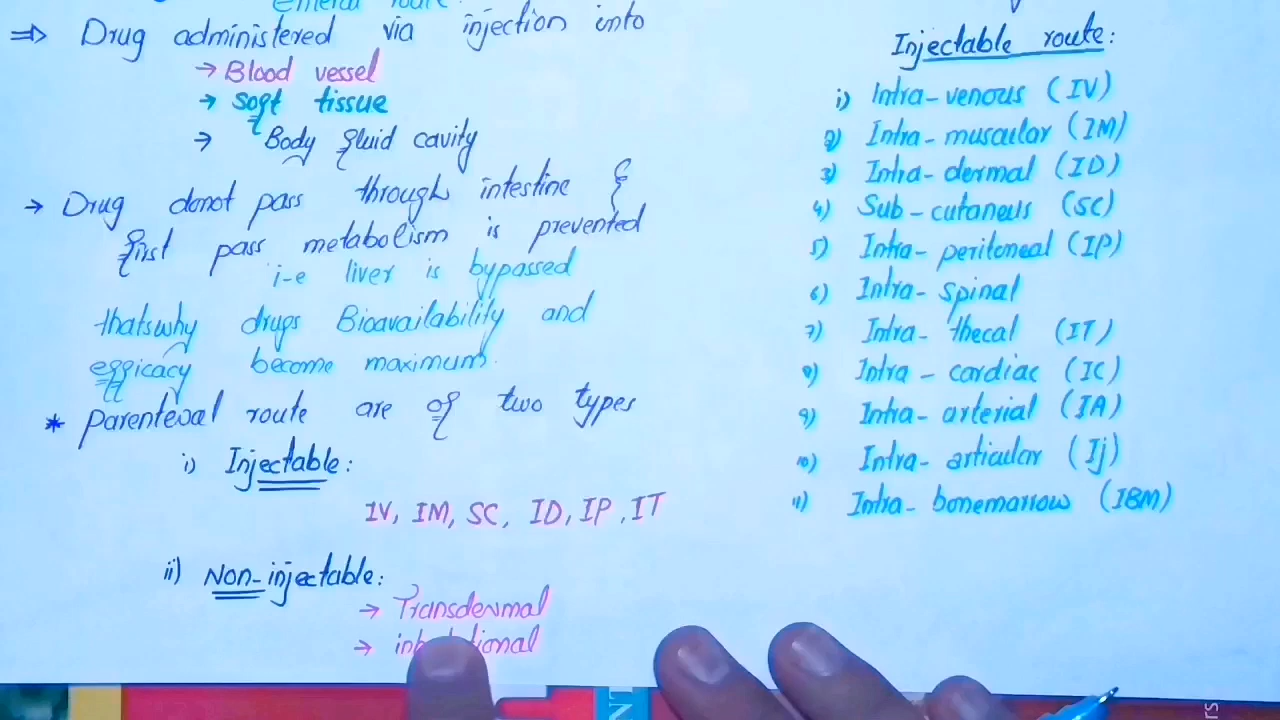 ⇒ Drug administered via injection into
→ Blood vessel
→ soft tissue
→ Body fluid cavity
→ Drug donot pass through intestine &
first pass metabolism is prevented
i-e liver is bypassed
thatswhy drugs Bioavailability and
efficacy become maximum.
* parenteral route are of two types
i) Injectable:
IV, IM, SC, ID, IP, IT
ii) Non-injectable:
→ Transdermal
→
Injectable route:
i) Intra-venous (IV)
2) Intra-muscular (IM)
3) Intra-dermal (ID)
4) Sub-cutaneus (SC)
5) Intra-peritoneal (IP)
6) Intra-spinal
7) Intra-thecal (IT)
8) Intra-cardiac (IC)
9) Intra-arterial (IA)
10) Intra-articular (Ij)
11) Intra-bonemarrow (IBM)